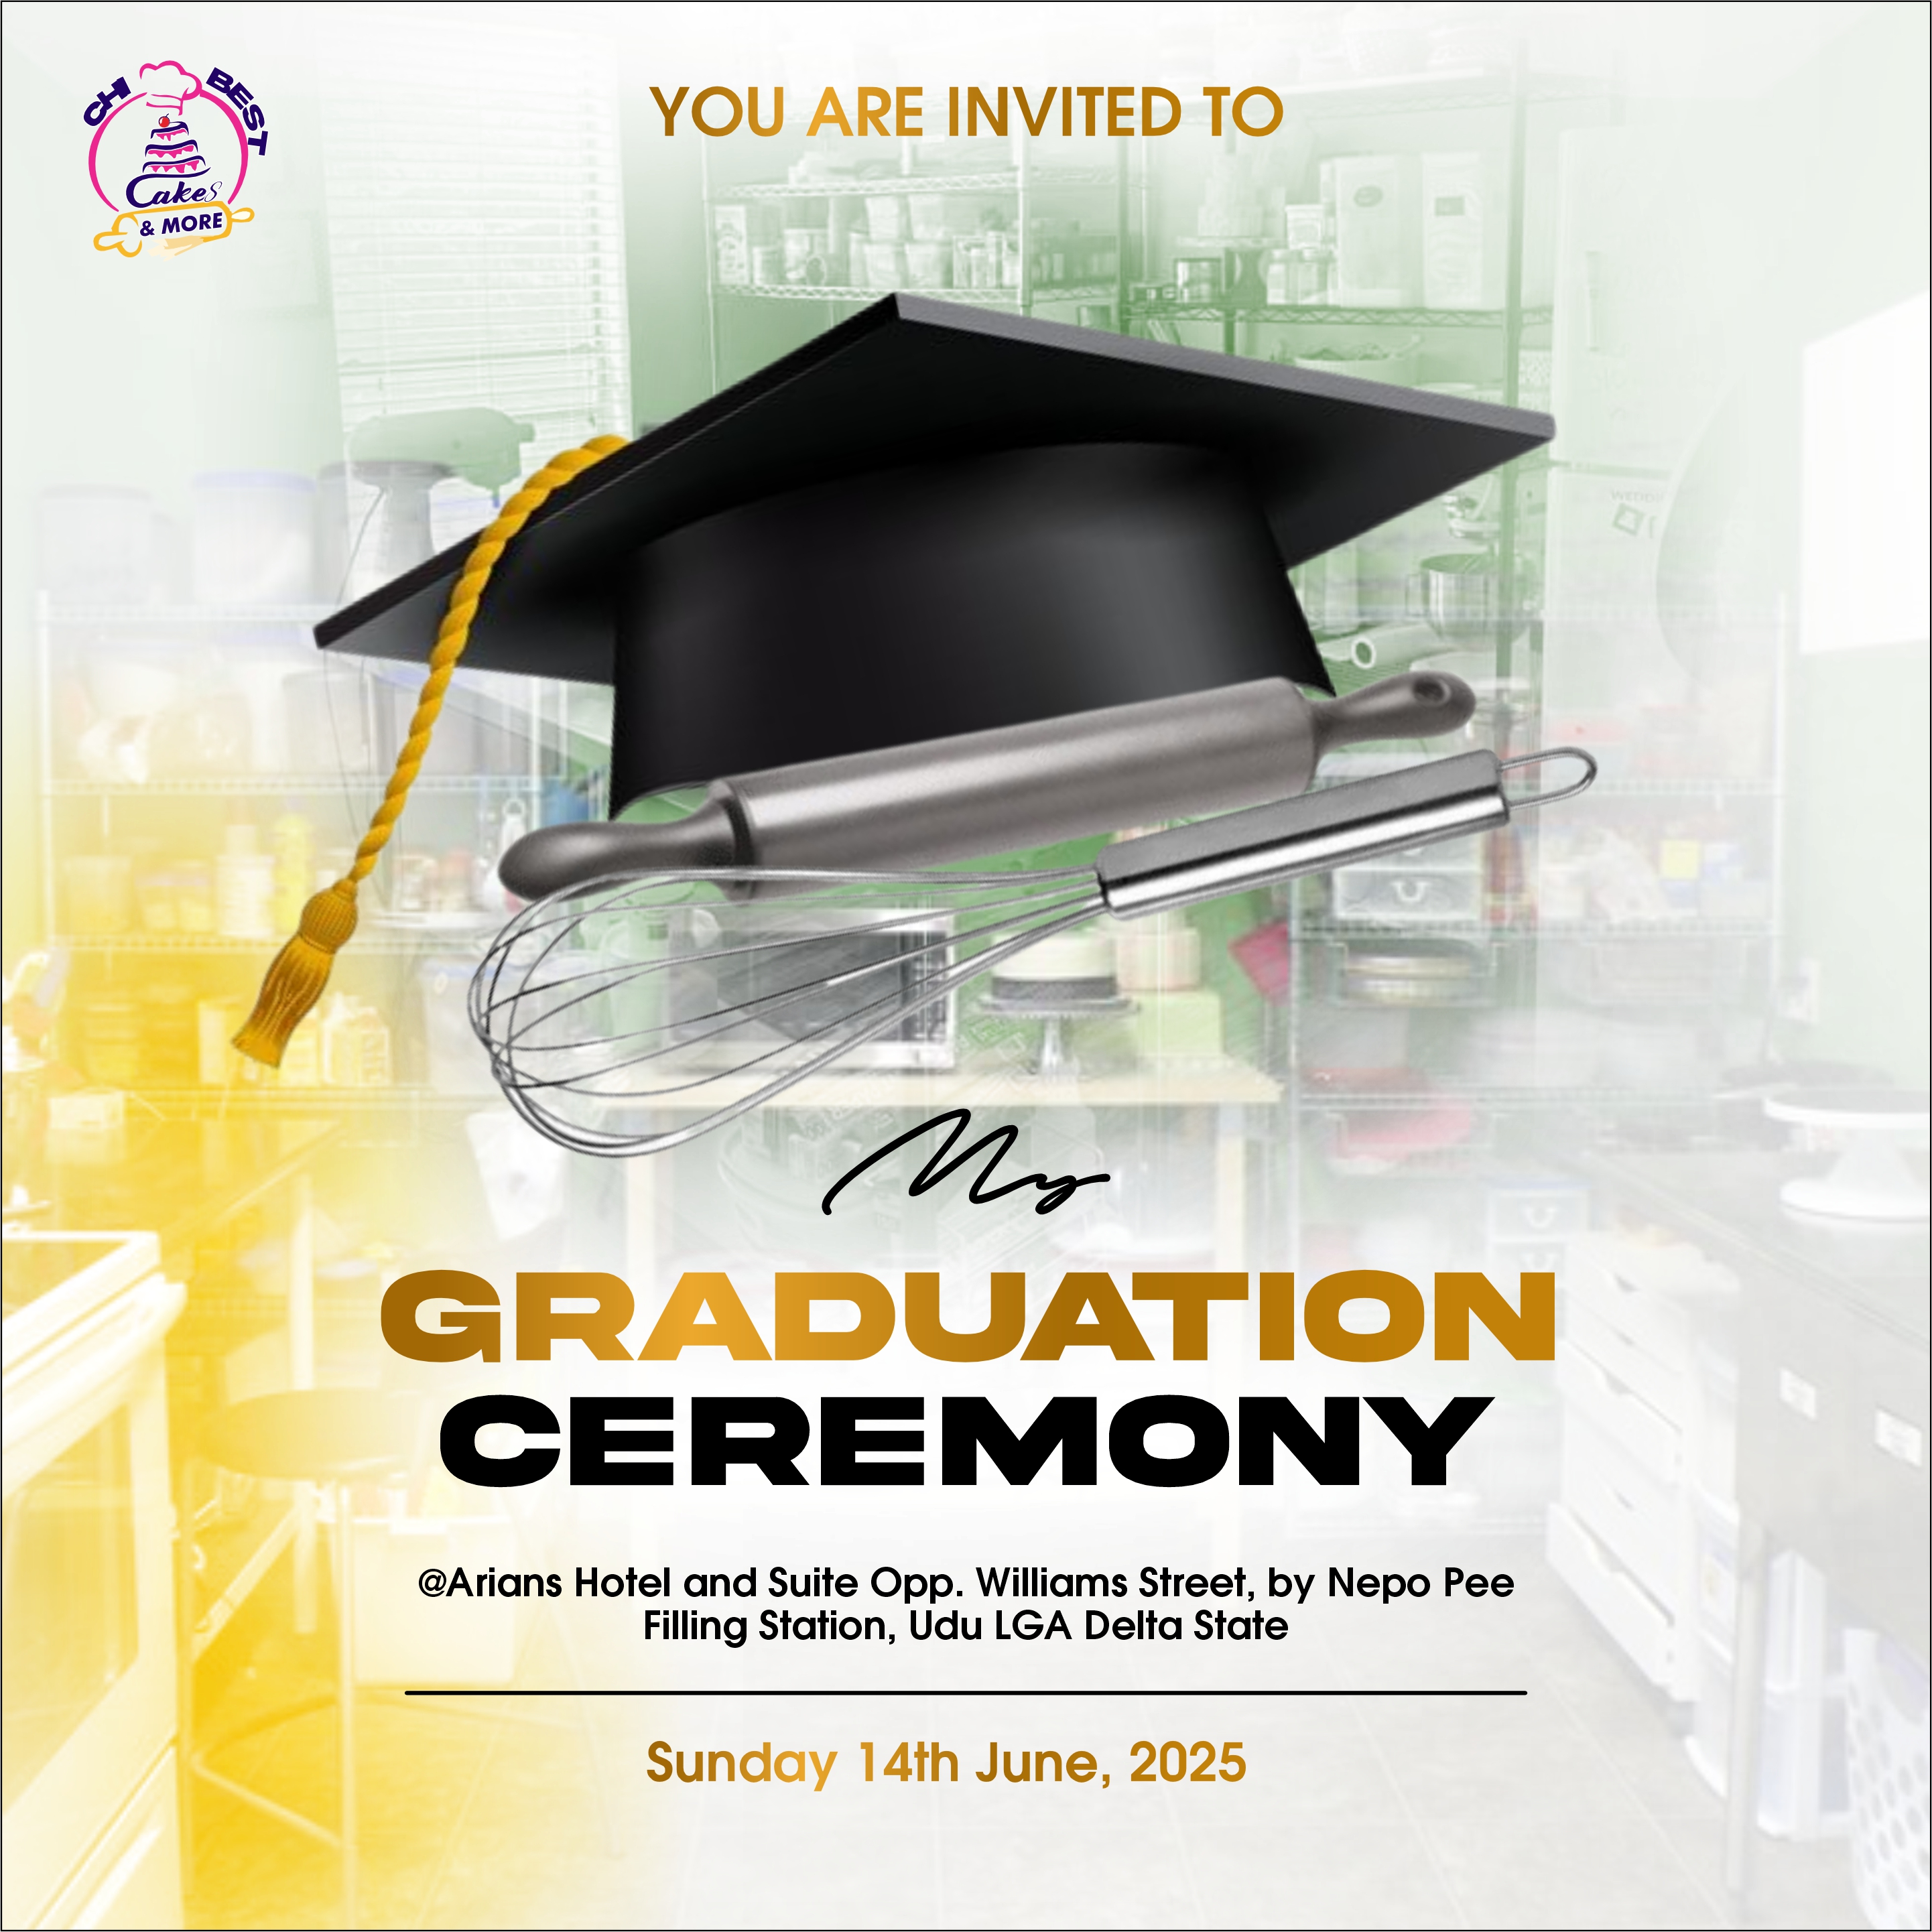 CHI BEST
Cakes
& MORE
YOU ARE INVITED TO
My
GRADUATION
CEREMONY
@Arians Hotel and Suite Opp. Williams Street, by Nepo Pee
Filling Station, Udu LGA Delta State
Sunday 14th June, 2025